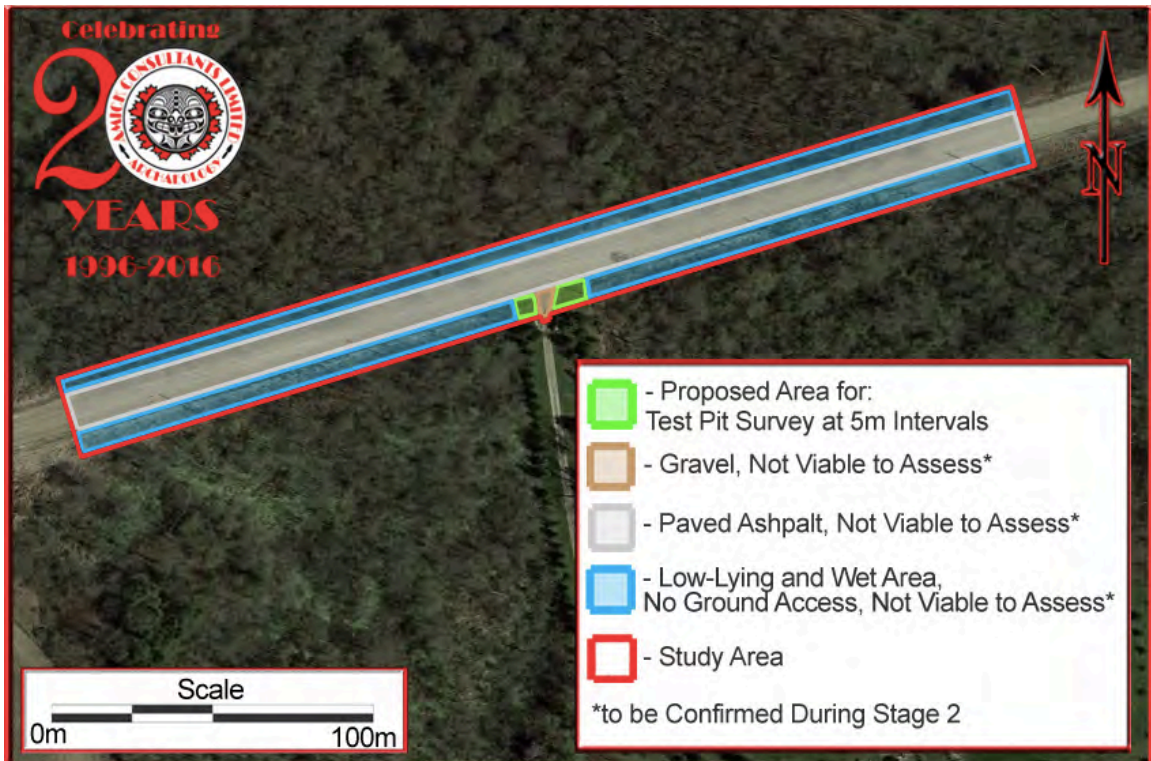 Celebrating
20
AMICK CONSULTANTS LIMITED
ARCHAEOLOGY
YEARS
1996-2016
N
- Proposed Area for:
Test Pit Survey at 5m Intervals
- Gravel, Not Viable to Assess*
- Paved Ashpalt, Not Viable to Assess*
- Low-Lying and Wet Area,
No Ground Access, Not Viable to Assess*
- Study Area
*to be Confirmed During Stage 2
Scale
0m 100m